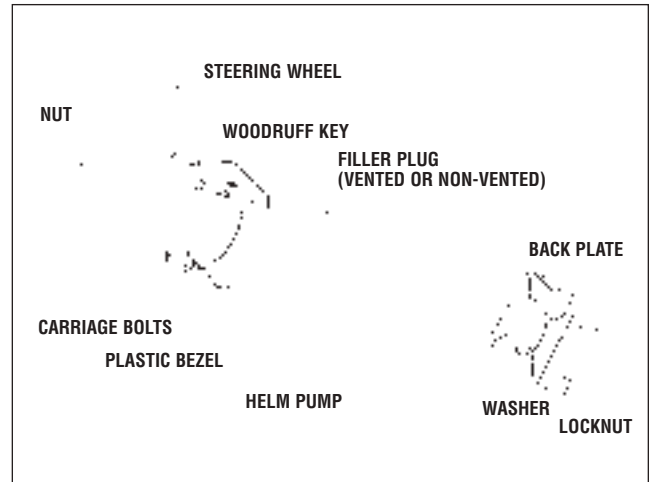 STEERING WHEEL
NUT
WOODRUFF KEY
FILLER PLUG
(VENTED OR NON-VENTED)
BACK PLATE
CARRIAGE BOLTS
PLASTIC BEZEL
HELM PUMP
WASHER
LOCKNUT